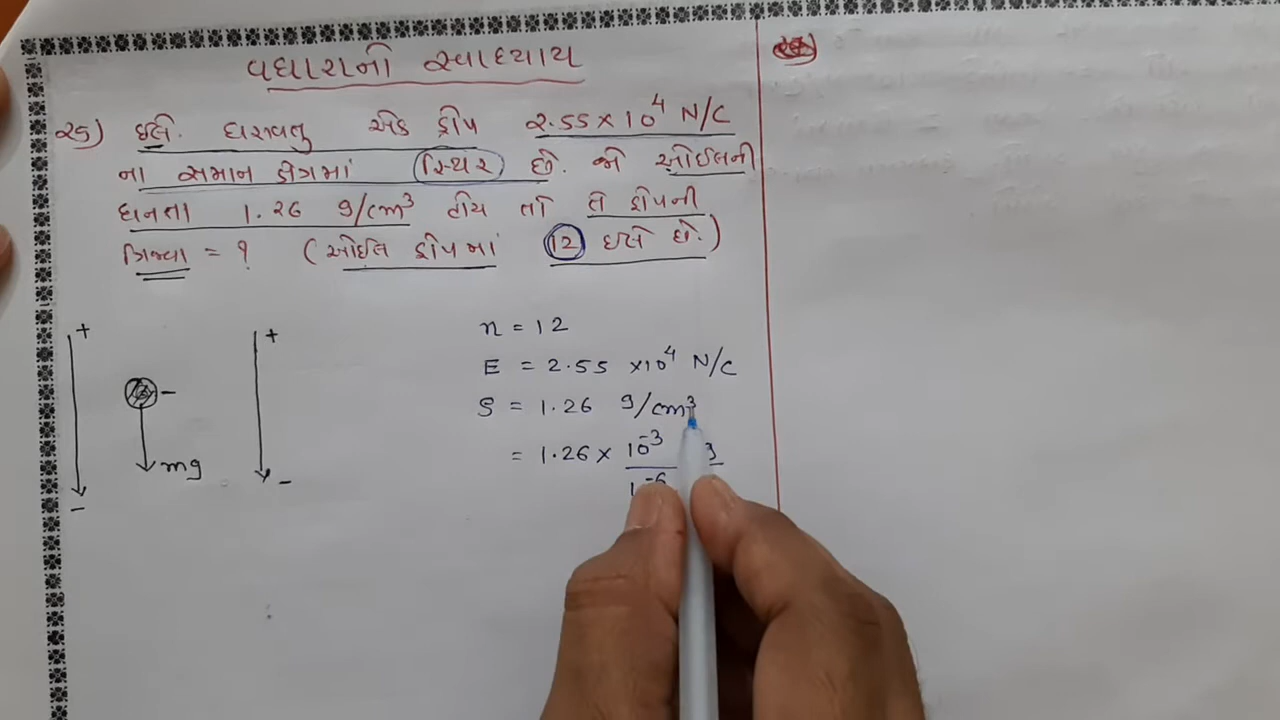 વધારાનો સ્વાધ્યાય
25) ઇલે. ધરાવતુ એક ડ્રોપ 2.55×10⁴ N/C
ના સમાન ક્ષેત્રમાં સ્થિર છે. જો ઓઇલની
ઘનતા 1.26 g/cm³ હોય તો તે ડ્રોપની
ત્રિજ્યા = ? (ઓઇલ ડ્રોપમાં 12 ઇલે છે.)
+ +
-
mg
- -
n = 12
E = 2.55 ×10⁴ N/C
ρ = 1.26 g/cm³
= 1.26 × 10⁻³